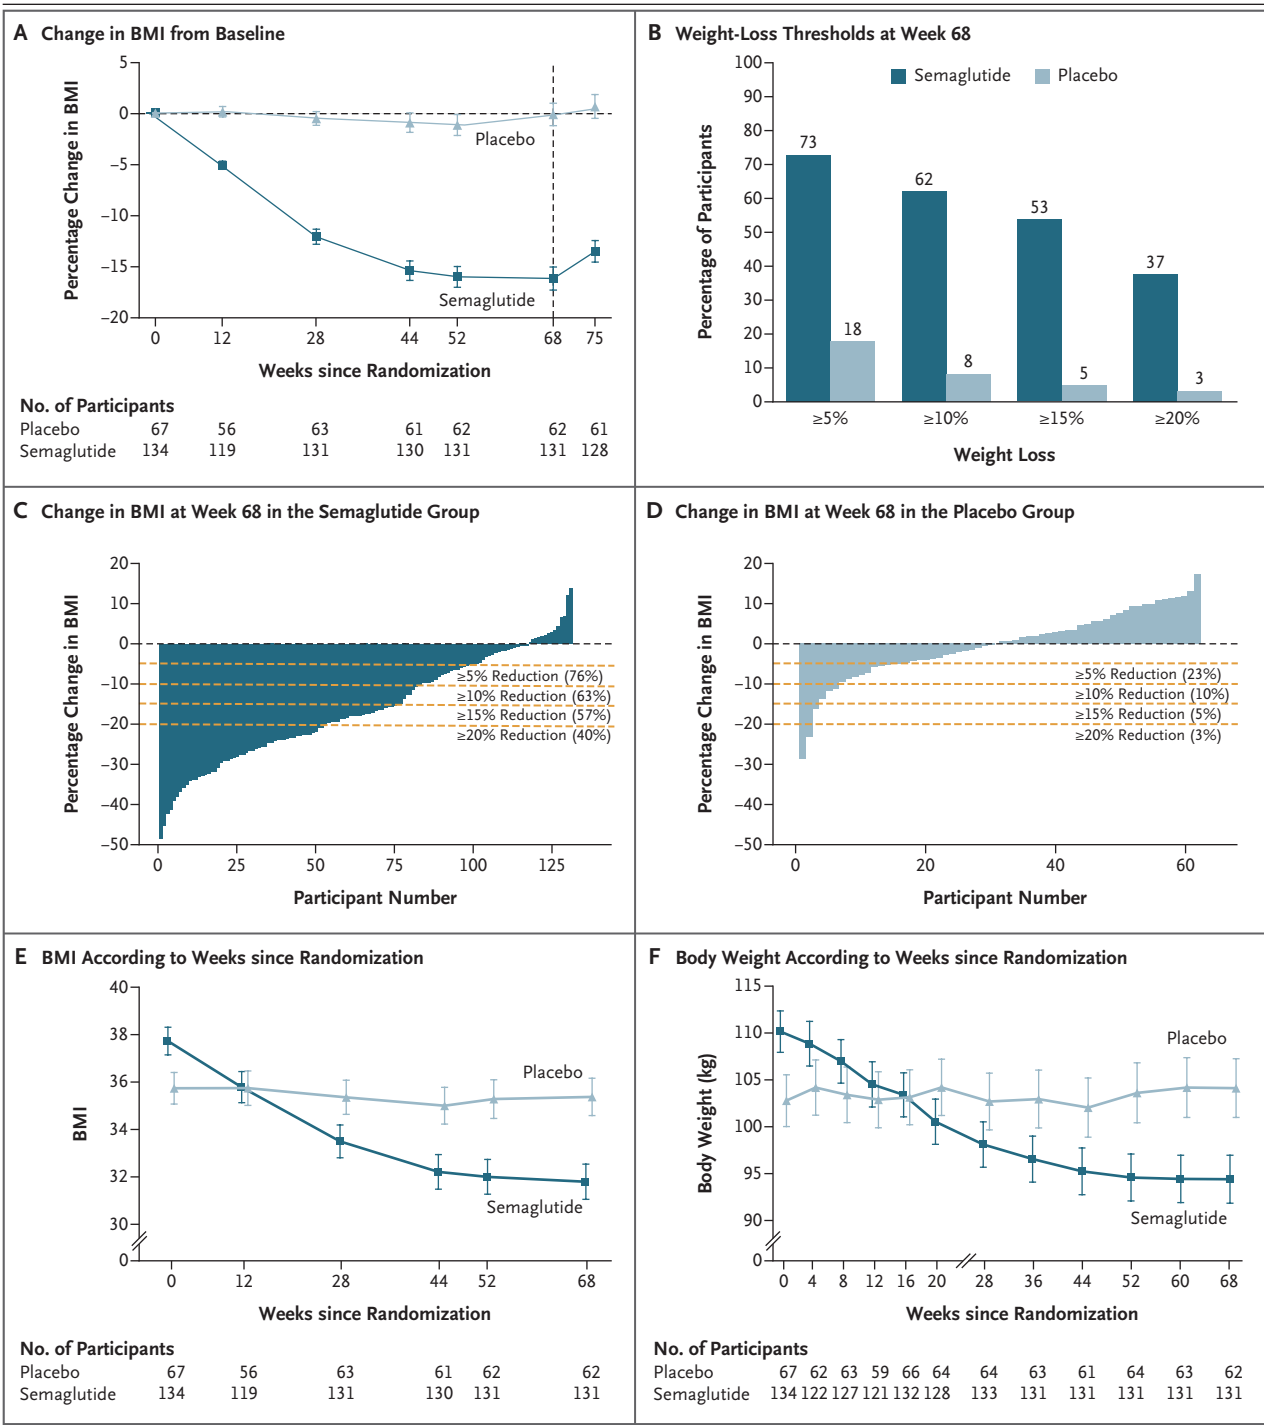 A Change in BMI from Baseline
Percentage Change in BMI
5
0
−5
−10
−15
−20
Placebo
Semaglutide
0 12 28 44 52 68 75
Weeks since Randomization
No. of Participants
Placebo 67 56 63 61 62 62 61
Semaglutide 134 119 131 130 131 131 128
B Weight-Loss Thresholds at Week 68
Percentage of Participants
100
90
80
70
60
50
40
30
20
10
0
Semaglutide Placebo
73 18 62 8 53 5 37 3
≥5% ≥10% ≥15% ≥20%
Weight Loss
C Change in BMI at Week 68 in the Semaglutide Group
Percentage Change in BMI
20
10
0
−10
−20
−30
−40
−50
≥5% Reduction (76%)
≥10% Reduction (63%)
≥15% Reduction (57%)
≥20% Reduction (40%)
0 25 50 75 100 125
Participant Number
D Change in BMI at Week 68 in the Placebo Group
Percentage Change in BMI
20
10
0
−10
−20
−30
−40
−50
≥5% Reduction (23%)
≥10% Reduction (10%)
≥15% Reduction (5%)
≥20% Reduction (3%)
0 20 40 60
Participant Number
E BMI According to Weeks since Randomization
BMI
40
38
36
34
32
30
0
Placebo
Semaglutide
0 12 28 44 52 68
Weeks since Randomization
No. of Participants
Placebo 67 56 63 61 62 62
Semaglutide 134 119 131 130 131 131
F Body Weight According to Weeks since Randomization
Body Weight (kg)
115
110
105
100
95
90
0
Placebo
Semaglutide
0 4 8 12 16 20 28 36 44 52 60 68
Weeks since Randomization
No. of Participants
Placebo 67 62 63 59 66 64 64 63 61 64 63 62
Semaglutide 134 122 127 121 132 128 133 131 131 131 131 131